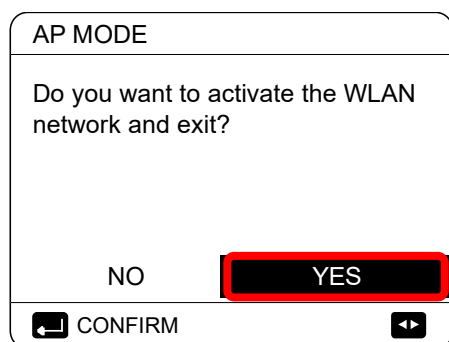 AP MODE
Do you want to activate the WLAN
network and exit?
NO YES
CONFIRM